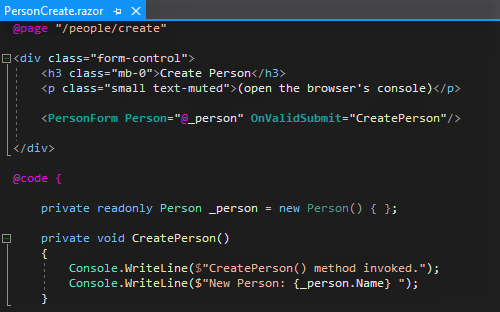 PersonCreate.razor
@page "/people/create"
<div class="form-control">
<h3 class="mb-0">Create Person</h3>
<p class="small text-muted">(open the browser's console)</p>
<PersonForm Person="@_person" OnValidSubmit="CreatePerson"/>
</div>
@code {
private readonly Person _person = new Person() { };
private void CreatePerson()
{
Console.WriteLine($"CreatePerson() method invoked.");
Console.WriteLine($"New Person: {_person.Name} ");
}